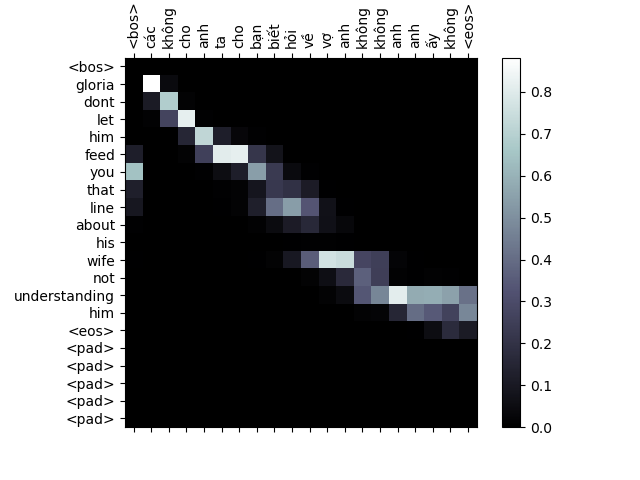 <bos>
các
không
cho
anh
ta
cho
bạn
biết
hỏi
về
vợ
anh
không
không
anh
anh
ấy
không
<eos>
<bos>
gloria
dont
let
him
feed
you
that
line
about
his
wife
not
understanding
him
<eos>
<pad>
<pad>
<pad>
<pad>
<pad>
0.8
0.7
0.6
0.5
0.4
0.3
0.2
0.1
0.0